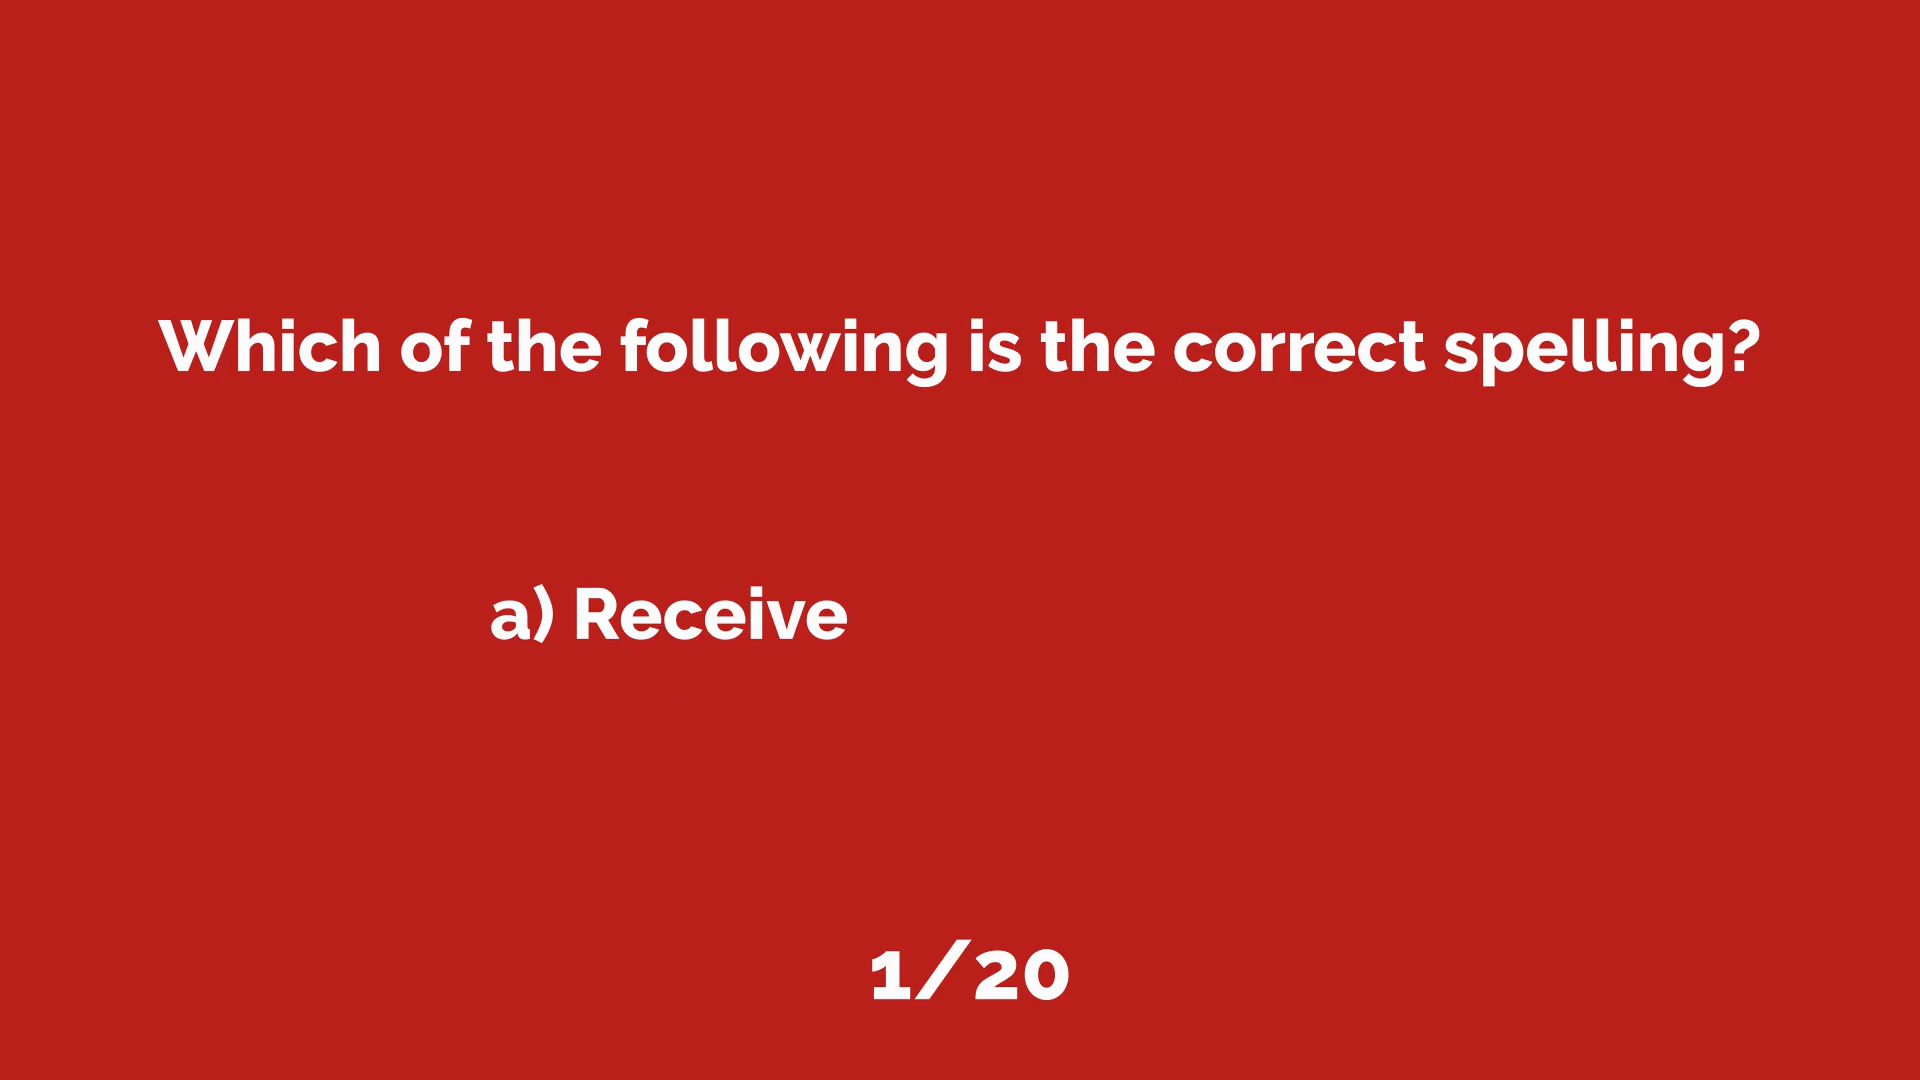 Which of the following is the correct spelling?
a) Receive
1/20